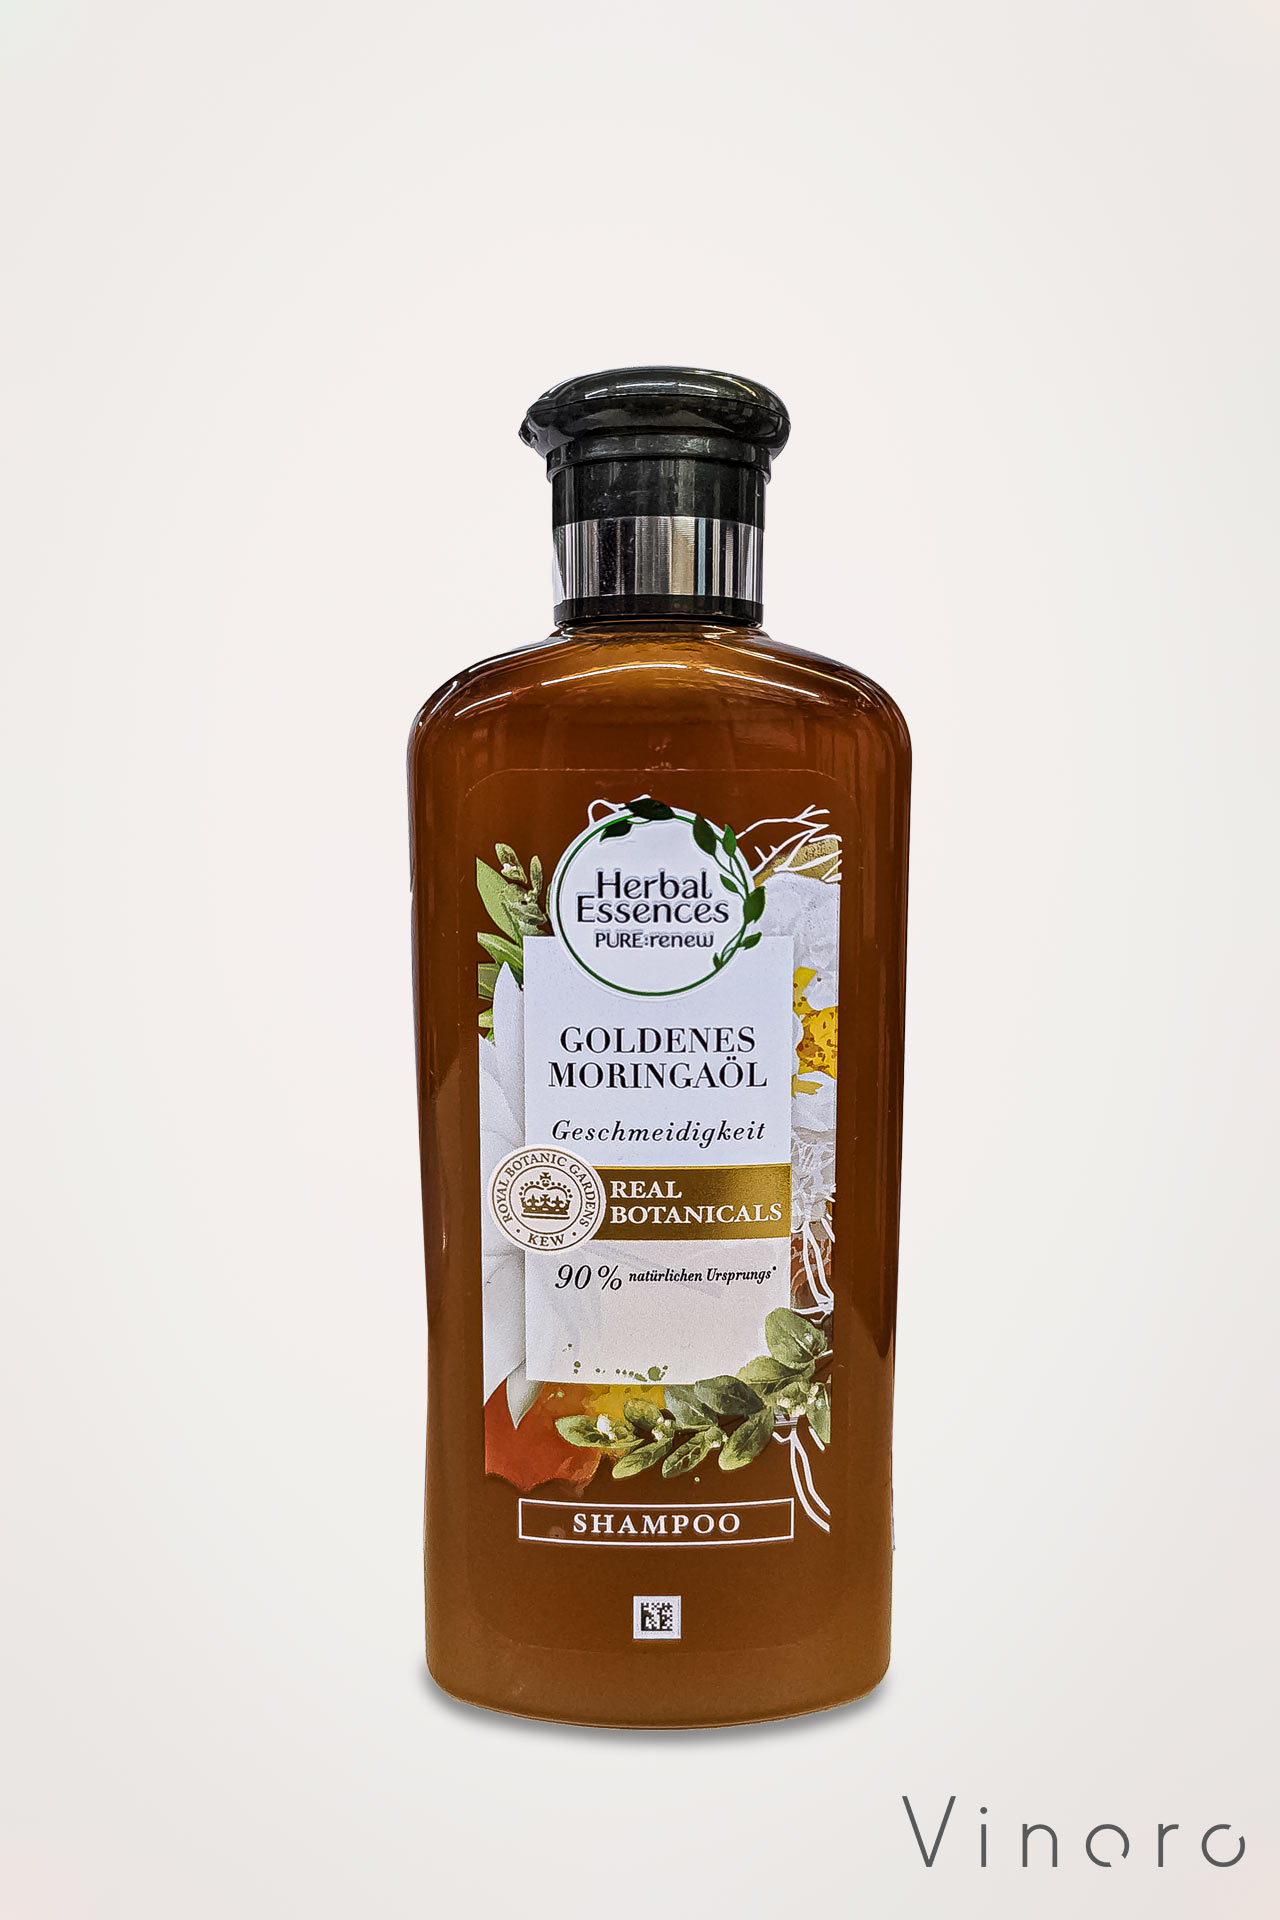 Herbal
Essences
PURE:renew
GOLDENES
MORINGAÖL
Geschmeidigkeit
ROYAL BOTANIC GARDENS
• KEW •
REAL
BOTANICALS
90% natürlichen Ursprungs*
SHAMPOO
Vinoro